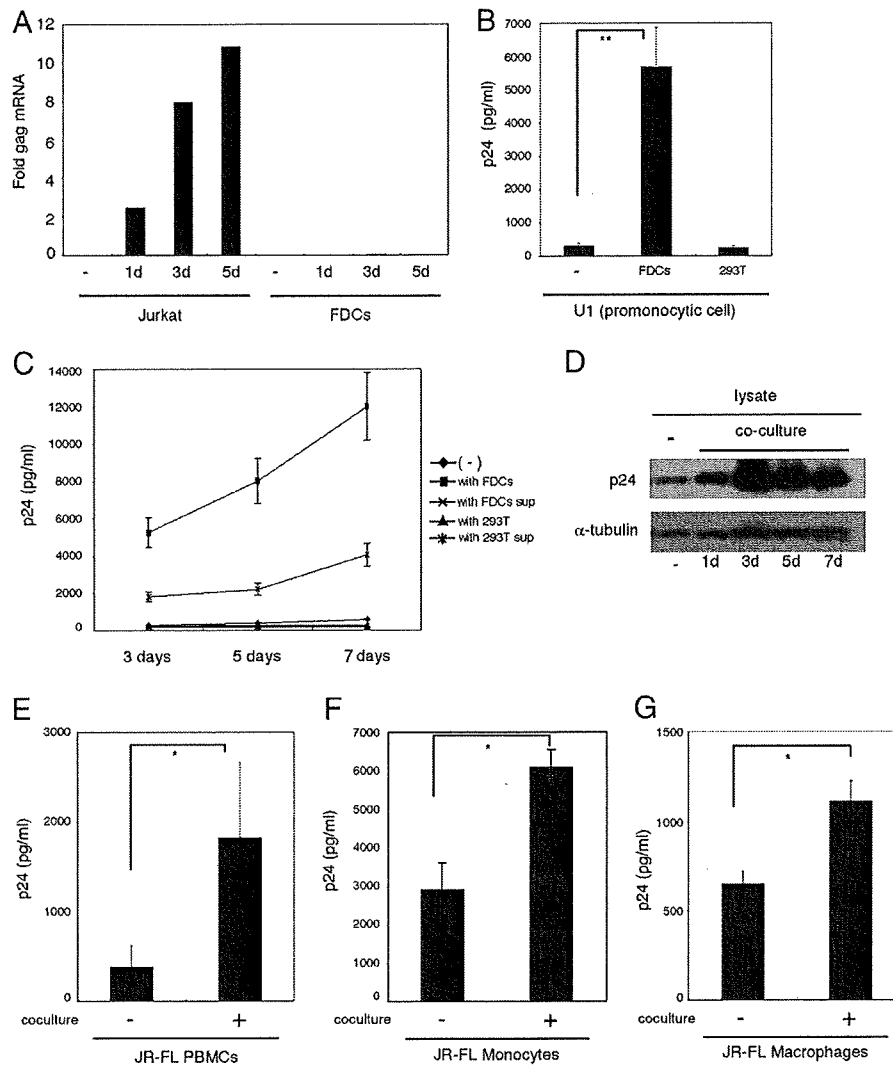 A
Fold gag mRNA
12
10
8
6
4
2
0
- 1d 3d 5d - 1d 3d 5d
Jurkat FDCs
B
p24 (pg/ml)
7000
6000
5000
4000
3000
2000
1000
0
**
- FDCs 293T
U1 (promonocytic cell)
C
p24 (pg/ml)
14000
12000
10000
8000
6000
4000
2000
0
3 days 5 days 7 days
(-)
with FDCs
with FDCs sup
with 293T
with 293T sup
D
lysate
- co-culture
p24
α-tubulin
- 1d 3d 5d 7d
E
p24 (pg/ml)
3000
2000
1000
0
*
coculture - +
JR-FL PBMCs
F
p24 (pg/ml)
7000
6000
5000
4000
3000
2000
1000
0
*
coculture - +
JR-FL Monocytes
G
p24 (pg/ml)
1500
1000
500
0
*
coculture - +
JR-FL Macrophages